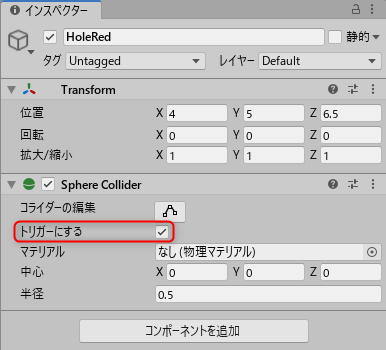 インスペクター
HoleRed 静的
タグ Untagged レイヤー Default
Transform
位置 X 4 Y 5 Z 6.5
回転 X 0 Y 0 Z 0
拡大/縮小 X 1 Y 1 Z 1
Sphere Collider
コライダーの編集
トリガーにする
マテリアル なし (物理マテリアル)
中心 X 0 Y 0 Z 0
半径 0.5
コンポーネントを追加